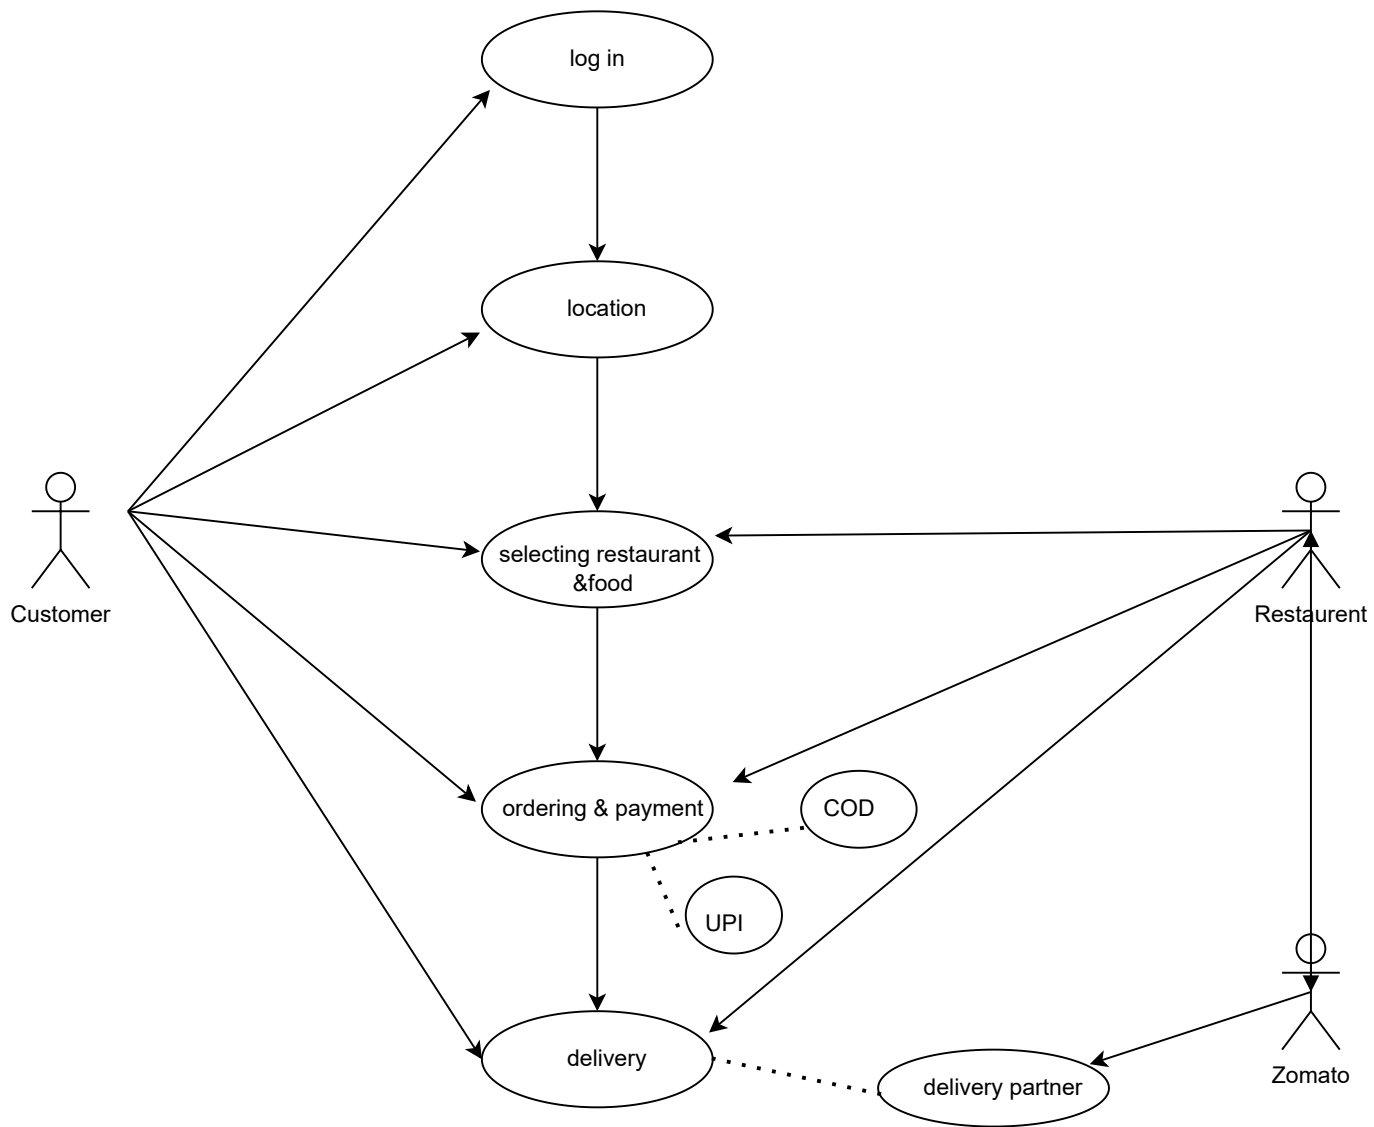 log in
location
selecting restaurant
&food
Customer
Restaurent
ordering & payment
COD
UPI
delivery
delivery partner
Zomato